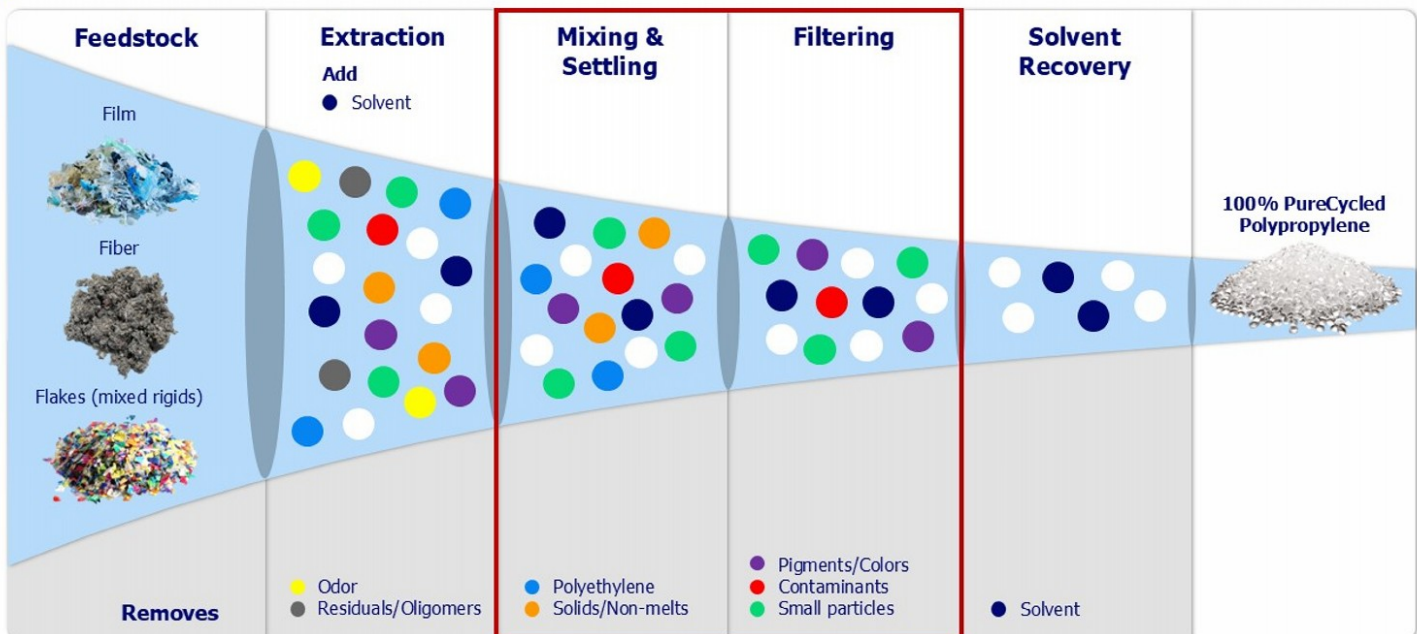 Feedstock
Film
Fiber
Flakes (mixed rigids)
Removes
Extraction
Add
Solvent
Odor
Residuals/Oligomers
Mixing &
Settling
Polyethylene
Solids/Non-melts
Filtering
Pigments/Colors
Contaminants
Small particles
Solvent
Recovery
Solvent
100% PureCycled
Polypropylene